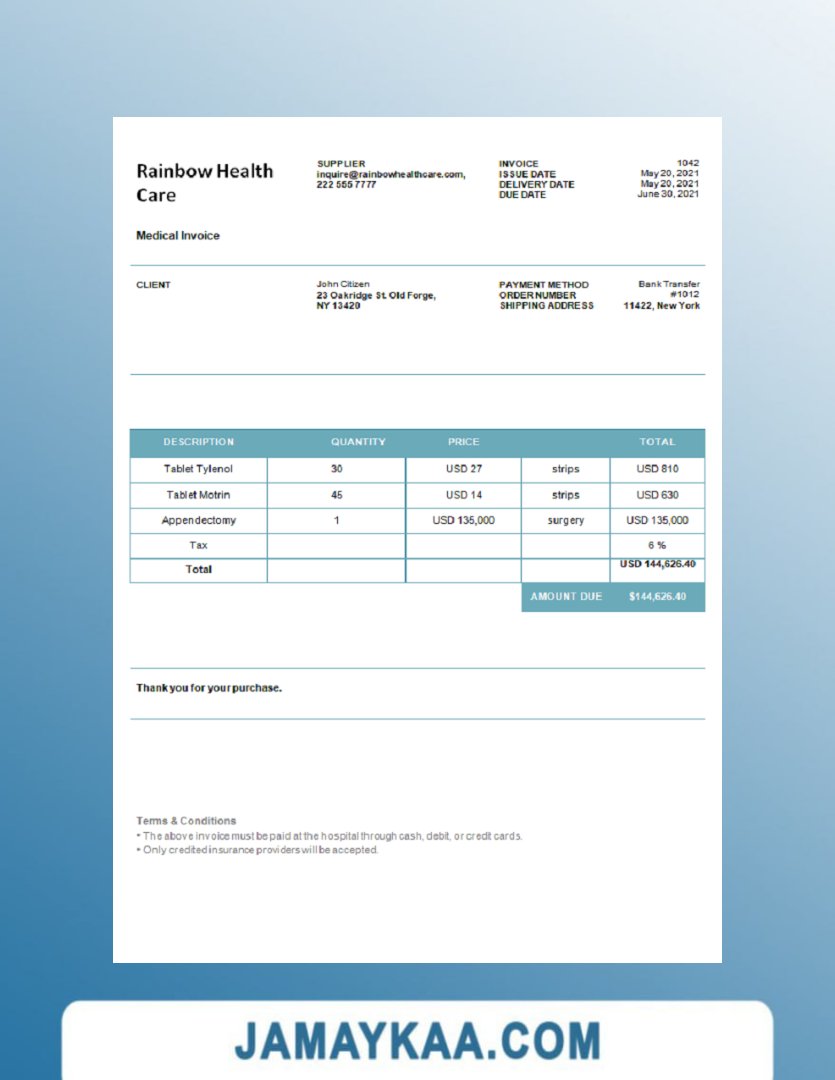 Rainbow Health
Care
Medical Invoice
SUPPLIER
inquire@rainbowhealthcare.com,
222 555 7777
INVOICE 1042
ISSUE DATE May 20, 2021
DELIVERY DATE May 20, 2021
DUE DATE June 30, 2021
CLIENT
John Citizen
23 Oakridge St. Old Forge,
NY 13420
PAYMENT METHOD Bank Transfer
ORDER NUMBER #1012
SHIPPING ADDRESS 11422, New York
DESCRIPTION QUANTITY PRICE TOTAL
Tablet Tylenol 30 USD 27 strips USD 810
Tablet Motrin 45 USD 14 strips USD 630
Appendectomy 1 USD 135,000 surgery USD 135,000
Tax 6 %
Total USD 144,626.40
AMOUNT DUE $144,626.40
Thank you for your purchase.
Terms & Conditions
• The above invoice must be paid at the hospital through cash, debit, or credit cards.
• Only credited insurance providers will be accepted.
JAMAYKAA.COM